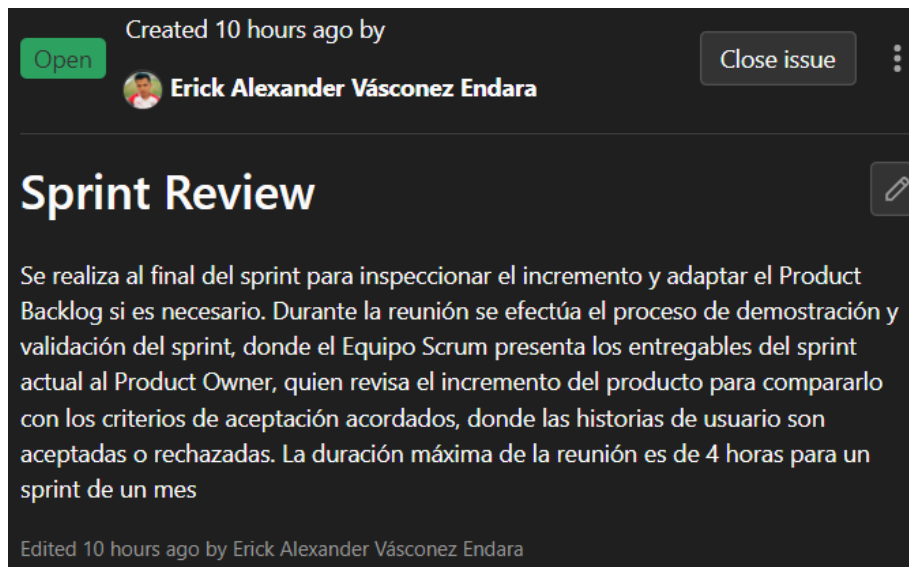 Created 10 hours ago by
Open
Erick Alexander Vásconez Endara
Close issue
Sprint Review
Se realiza al final del sprint para inspeccionar el incremento y adaptar el Product
Backlog si es necesario. Durante la reunión se efectúa el proceso de demostración y
validación del sprint, donde el Equipo Scrum presenta los entregables del sprint
actual al Product Owner, quien revisa el incremento del producto para compararlo
con los criterios de aceptación acordados, donde las historias de usuario son
aceptadas o rechazadas. La duración máxima de la reunión es de 4 horas para un
sprint de un mes
Edited 10 hours ago by Erick Alexander Vásconez Endara